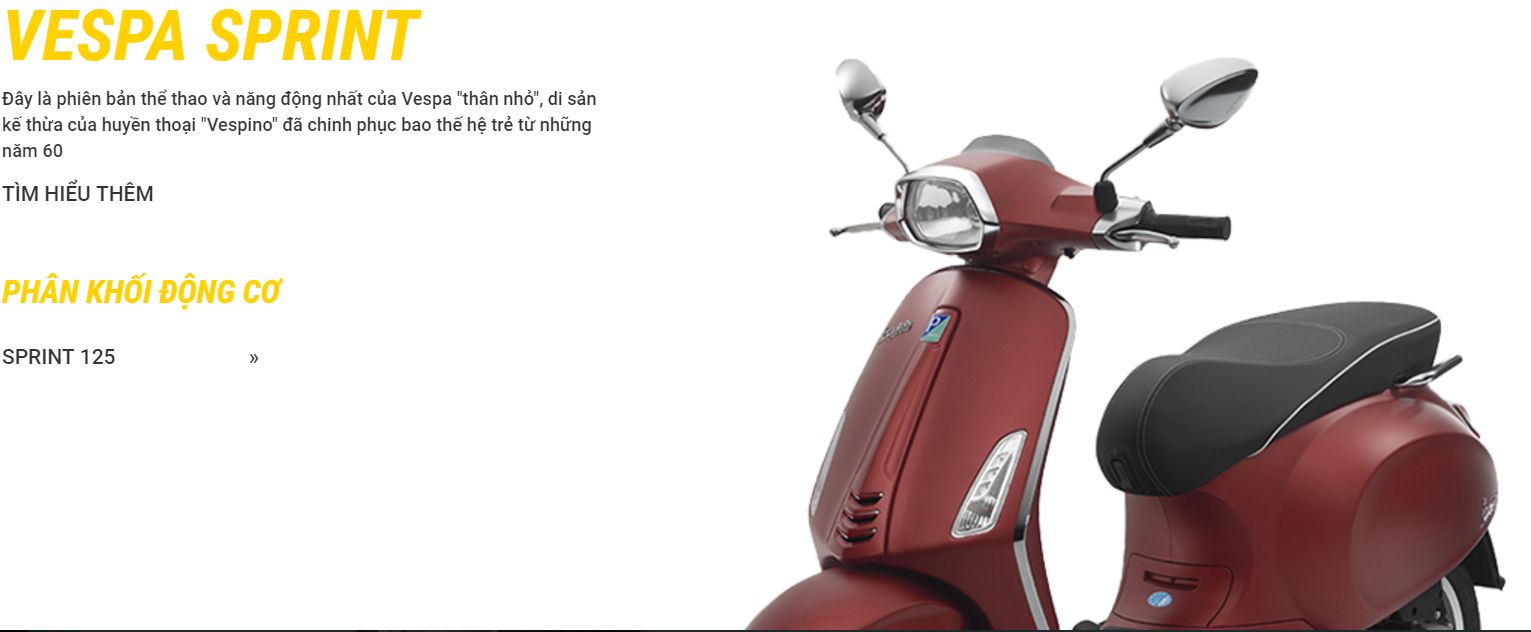 VESPA SPRINT
Đây là phiên bản thể thao và năng động nhất của Vespa "thân nhỏ", di sản
kế thừa của huyền thoại "Vespino" đã chinh phục bao thế hệ trẻ từ những
năm 60
TÌM HIỂU THÊM
PHÂN KHỐI ĐỘNG CƠ
SPRINT 125 »